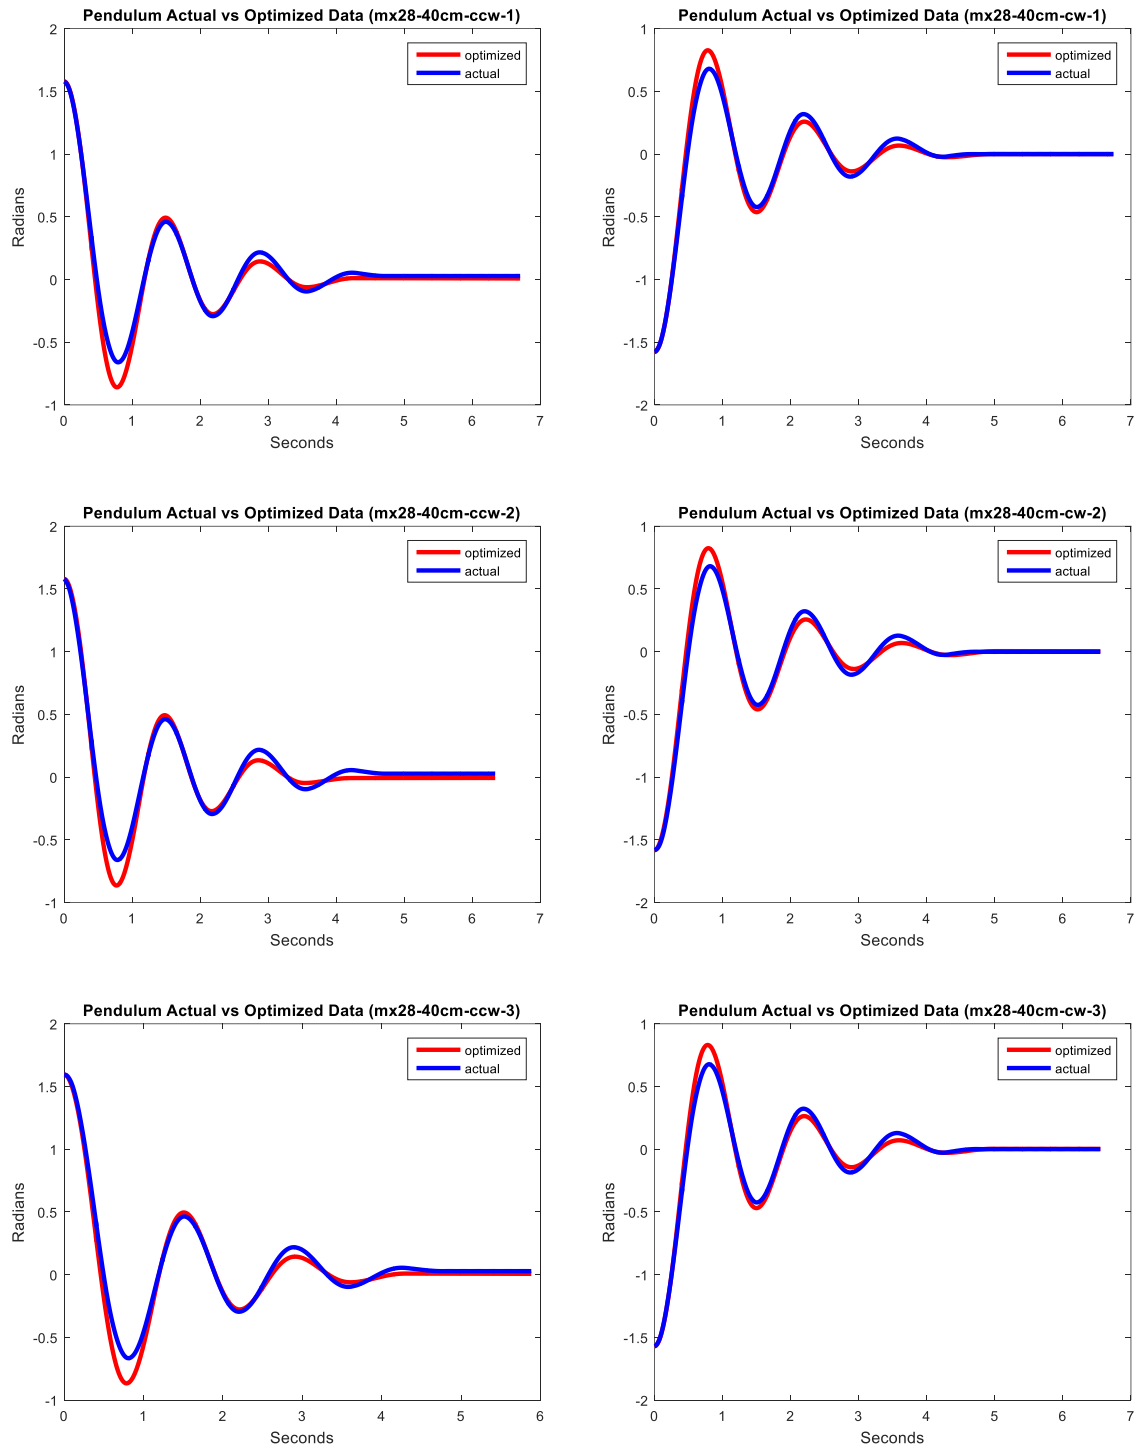 Pendulum Actual vs Optimized Data (mx28-40cm-ccw-1)
optimized
actual
2
1.5
1
0.5
0
-0.5
-1
Radians
0 1 2 3 4 5 6 7
Seconds
Pendulum Actual vs Optimized Data (mx28-40cm-cw-1)
optimized
actual
1
0.5
0
-0.5
-1
-1.5
-2
Radians
0 1 2 3 4 5 6 7
Seconds
Pendulum Actual vs Optimized Data (mx28-40cm-ccw-2)
optimized
actual
2
1.5
1
0.5
0
-0.5
-1
Radians
0 1 2 3 4 5 6 7
Seconds
Pendulum Actual vs Optimized Data (mx28-40cm-cw-2)
optimized
actual
1
0.5
0
-0.5
-1
-1.5
-2
Radians
0 1 2 3 4 5 6 7
Seconds
Pendulum Actual vs Optimized Data (mx28-40cm-ccw-3)
optimized
actual
2
1.5
1
0.5
0
-0.5
-1
Radians
0 1 2 3 4 5 6
Seconds
Pendulum Actual vs Optimized Data (mx28-40cm-cw-3)
optimized
actual
1
0.5
0
-0.5
-1
-1.5
-2
Radians
0 1 2 3 4 5 6 7
Seconds